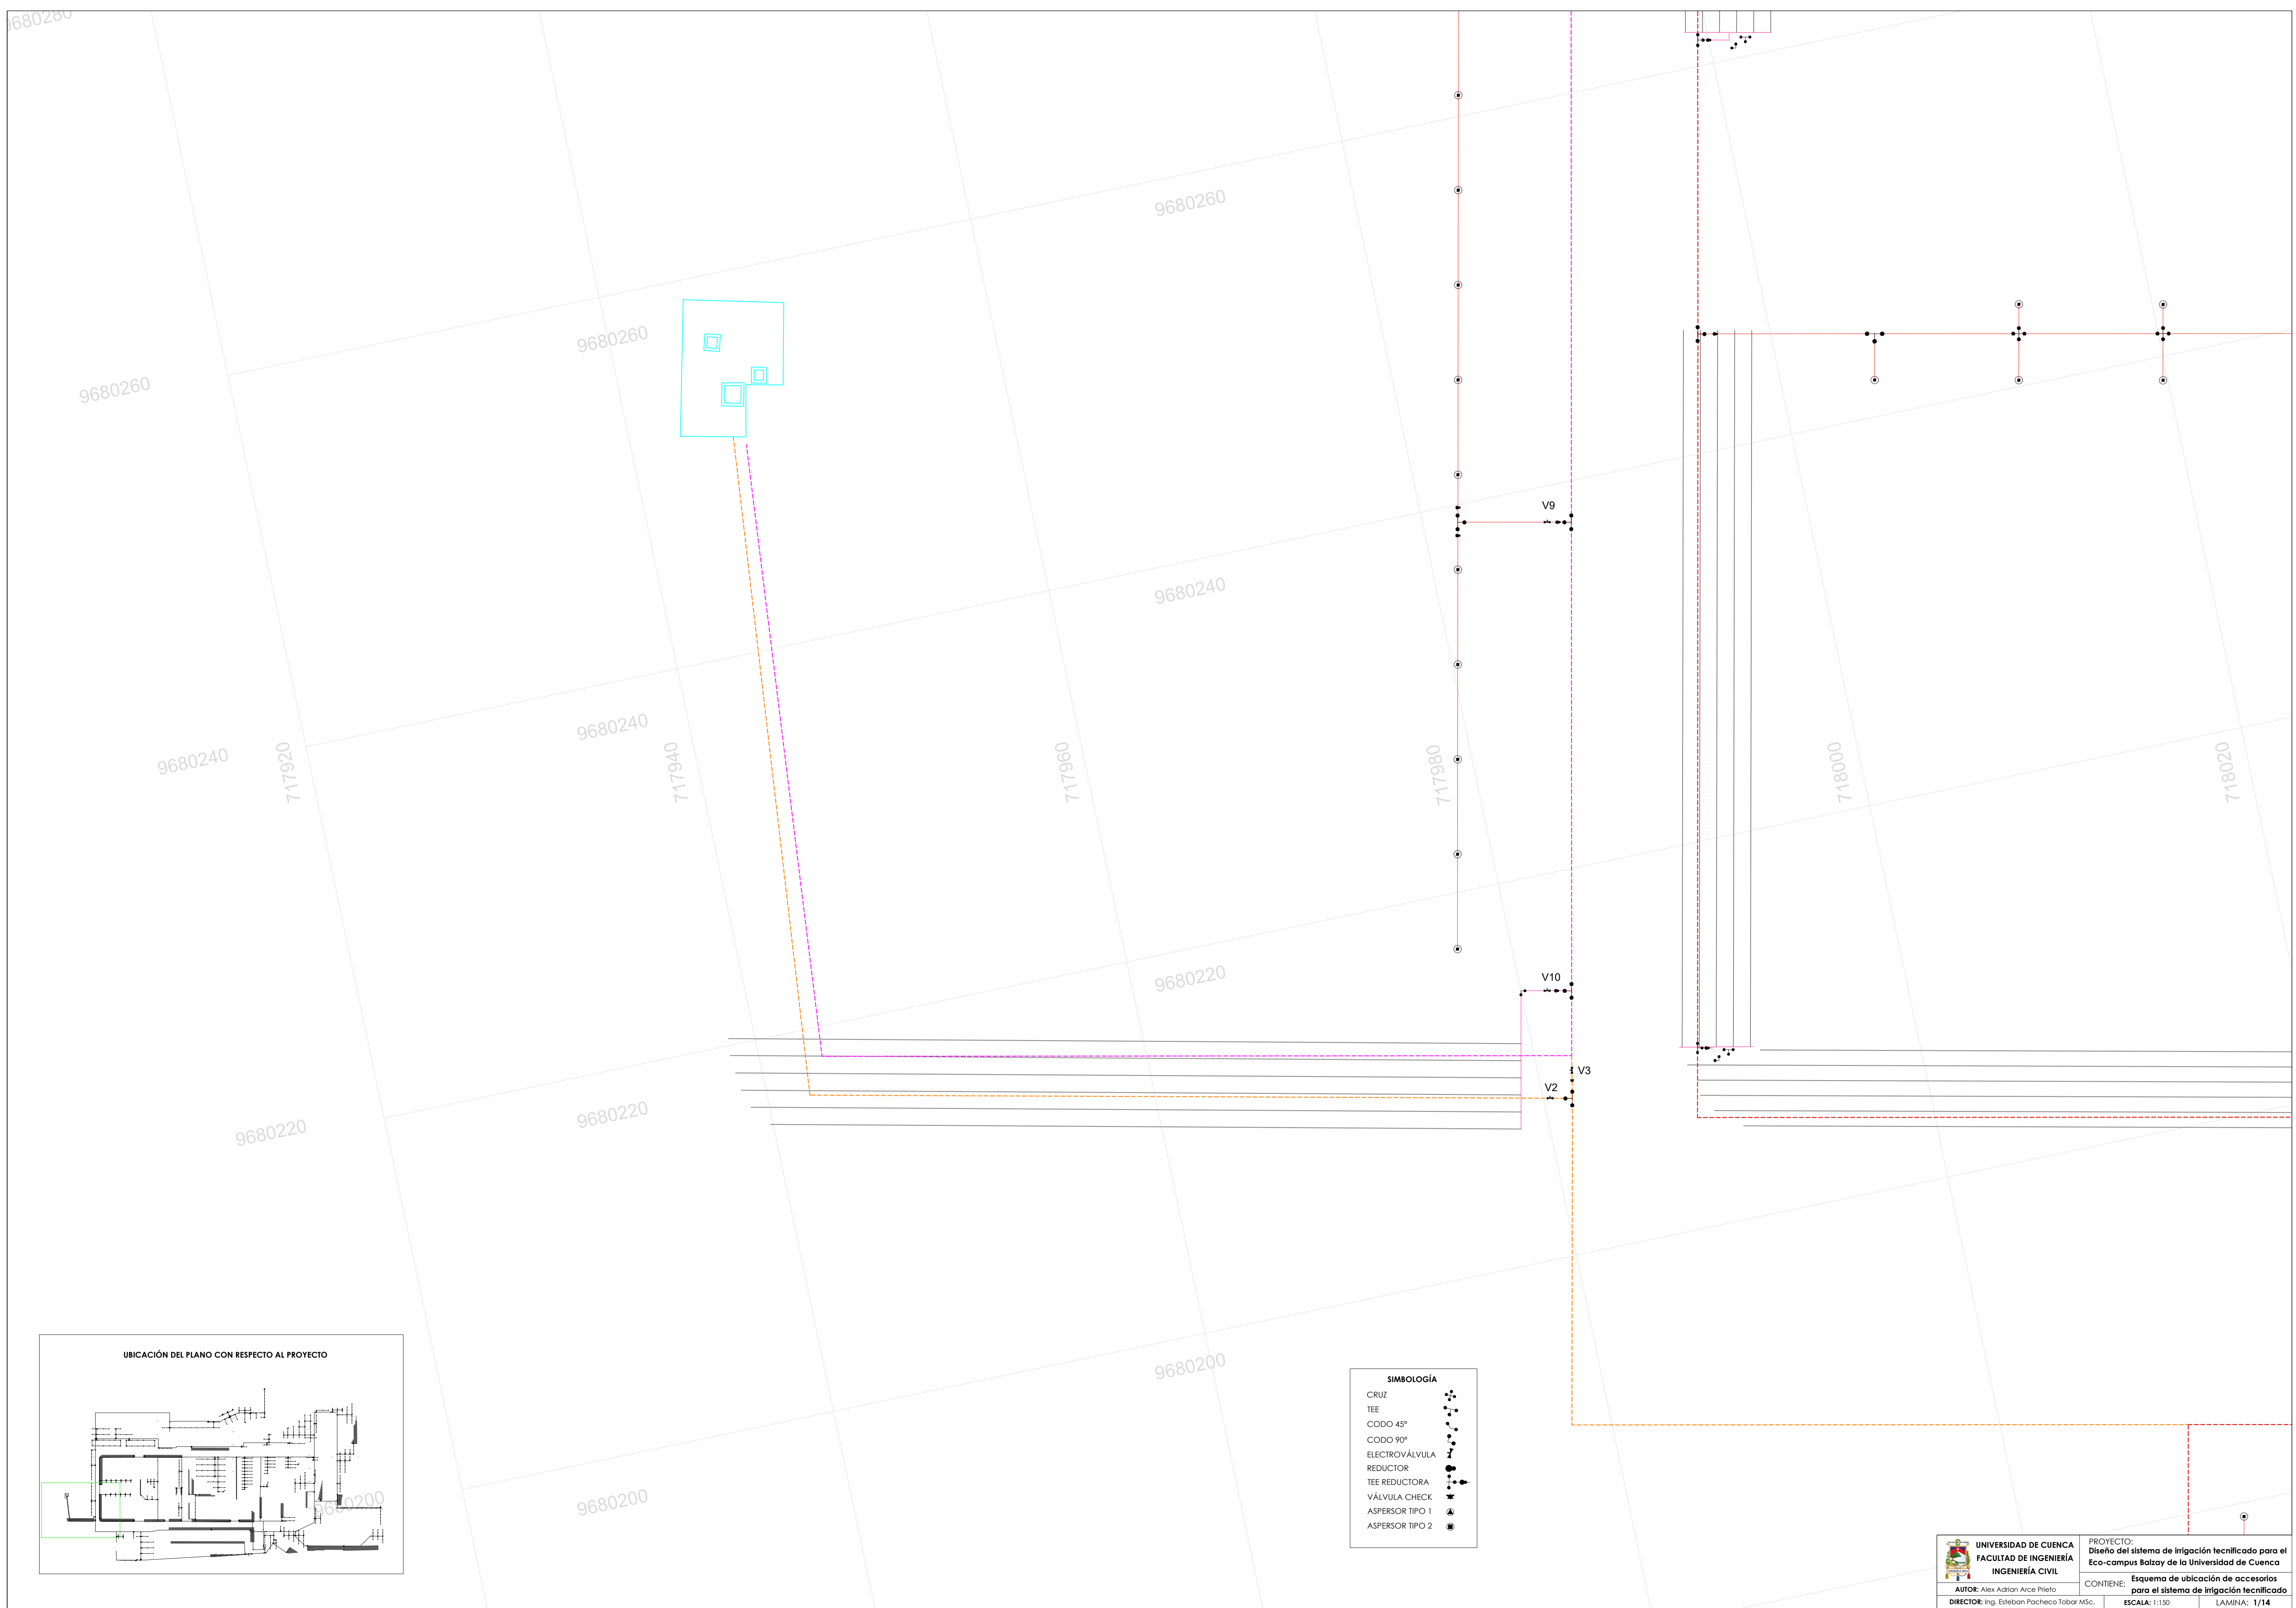 9680280
9680260
9680260
9680260
V9
9680240
9680240
9680240
717920
717940
717960
717980
718000
718020
V10
9680220
V3
V2
9680220
9680220
9680200
9680200
UBICACIÓN DEL PLANO CON RESPECTO AL PROYECTO
9680200
SIMBOLOGÍA
CRUZ
TEE
CODO 45°
CODO 90°
ELECTROVÁLVULA
REDUCTOR
TEE REDUCTORA
VÁLVULA CHECK
ASPERSOR TIPO 1
ASPERSOR TIPO 2
UNIVERSIDAD DE CUENCA
FACULTAD DE INGENIERÍA
INGENIERÍA CIVIL
AUTOR: Alex Adrian Arce Prieto
DIRECTOR: Ing. Esteban Pacheco Tobar MSc.
PROYECTO:
Diseño del sistema de irrigación tecnificado para el
Eco-campus Balzay de la Universidad de Cuenca
CONTIENE: Esquema de ubicación de accesorios
para el sistema de irrigación tecnificado
ESCALA: 1:150
LAMINA: 1/14